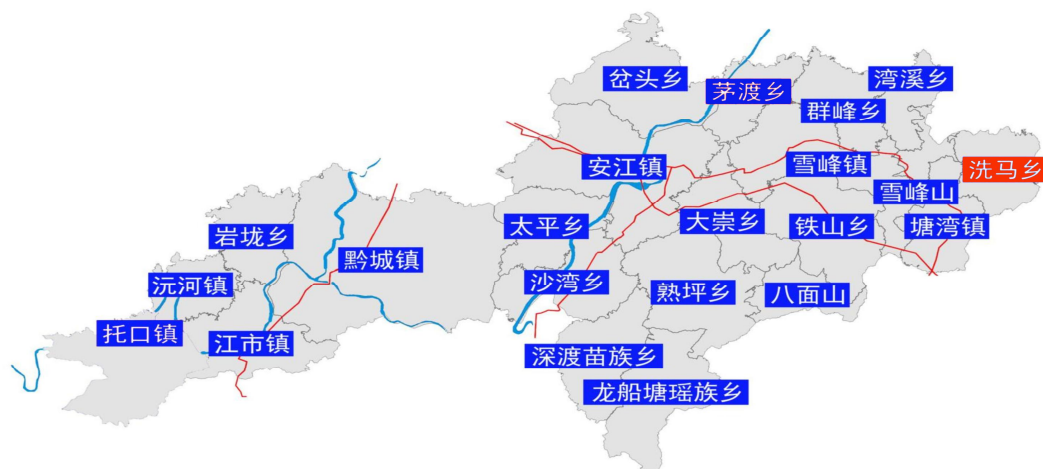 岔头乡
湾溪乡
茅渡乡
群峰乡
安江镇
雪峰镇
洗马乡
雪峰山
太平乡
大崇乡
铁山乡
塘湾镇
岩垅乡
黔城镇
沅河镇
沙湾乡
熟坪乡
八面山
托口镇
江市镇
深渡苗族乡
龙船塘瑶族乡